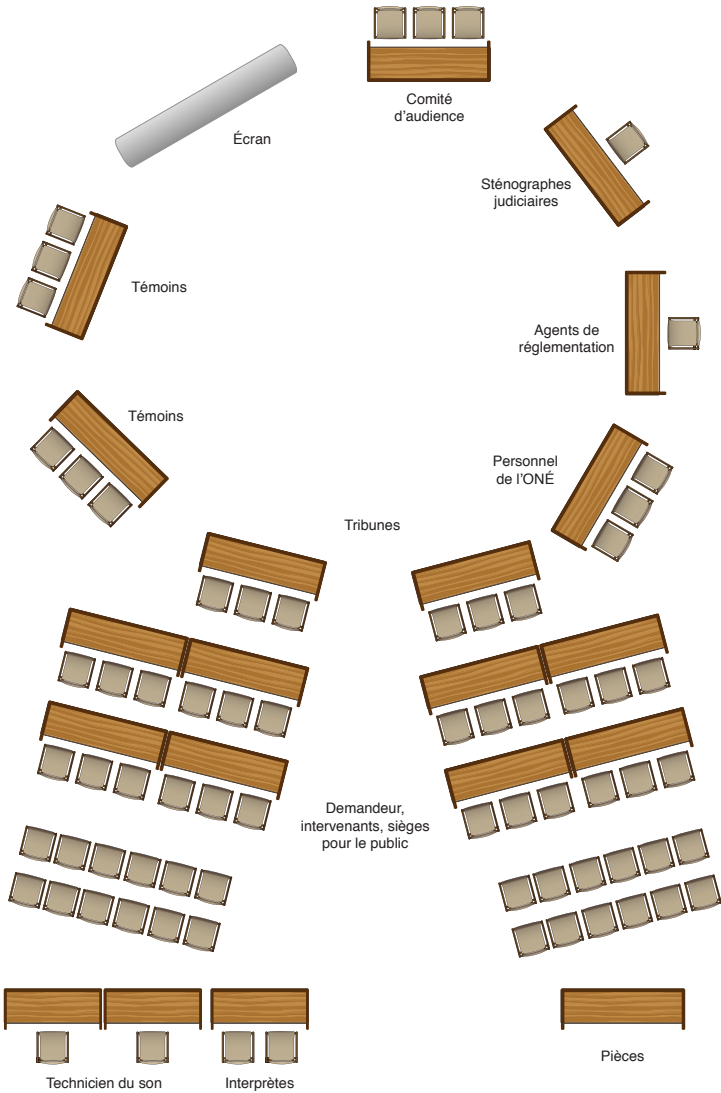 Comité
d'audience
Écran
Sténographes
judiciaires
Témoins
Agents de
réglementation
Témoins
Personnel
de l'ONÉ
Tribunes
Demandeur,
intervenants, sièges
pour le public
Pièces
Technicien du son
Interprètes